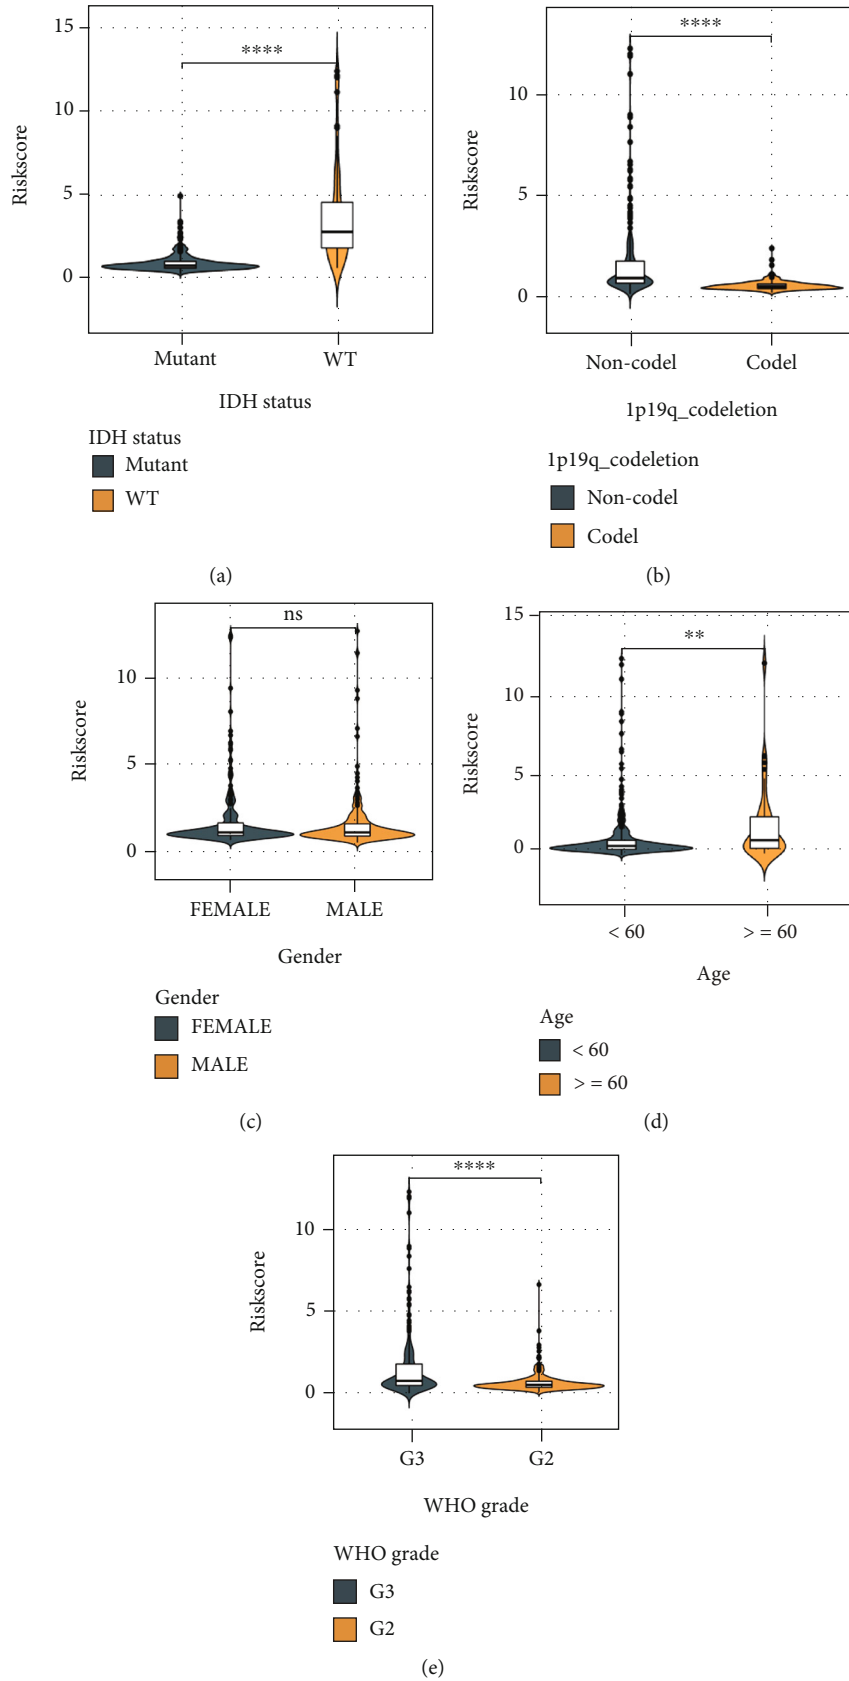 15
10
5
0
Riskscore
****
Mutant
WT
IDH status
IDH status
Mutant
WT
(a)
10
5
0
Riskscore
****
Non-codel
Codel
1p19q_codeletion
1p19q_codeletion
Non-codel
Codel
(b)
10
5
0
Riskscore
ns
FEMALE
MALE
Gender
Gender
FEMALE
MALE
(c)
15
10
5
0
Riskscore
**
< 60
> = 60
Age
Age
< 60
> = 60
(d)
10
5
0
Riskscore
****
G3
G2
WHO grade
WHO grade
G3
G2
(e)